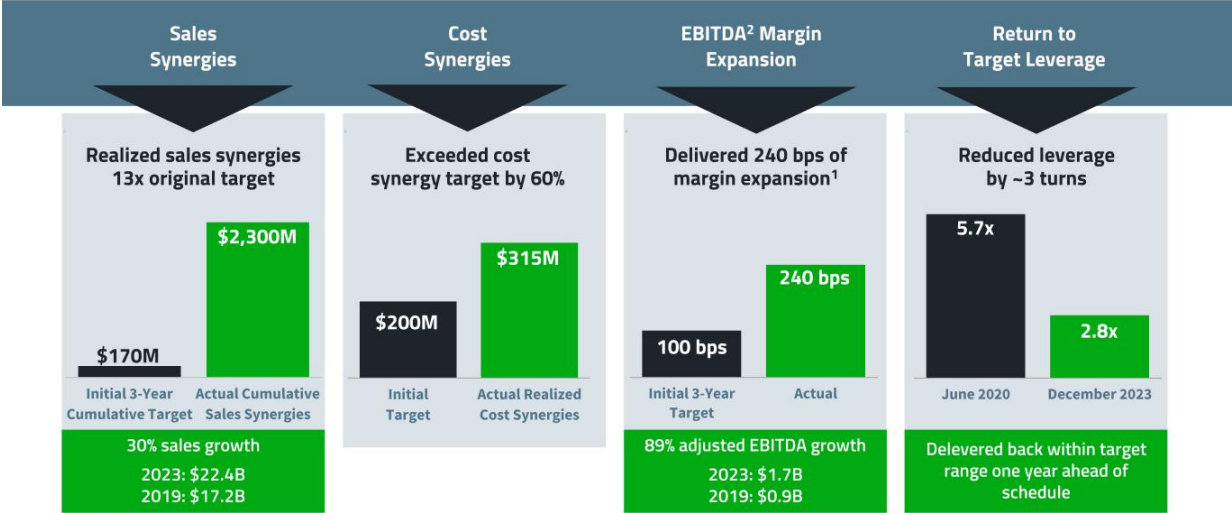 Sales
Synergies
Realized sales synergies
13x original target
$2,300M
$170M
Initial 3-Year
Cumulative Target
Actual Cumulative
Sales Synergies
30% sales growth
2023: $22.4B
2019: $17.2B
Cost
Synergies
Exceeded cost
synergy target by 60%
$315M
$200M
Initial
Target
Actual Realized
Cost Synergies
EBITDA² Margin
Expansion
Delivered 240 bps of
margin expansion¹
240 bps
100 bps
Initial 3-Year
Target
Actual
89% adjusted EBITDA growth
2023: $1.7B
2019: $0.9B
Return to
Target Leverage
Reduced leverage
by ~3 turns
5.7x
2.8x
June 2020
December 2023
Delevered back within target
range one year ahead of
schedule